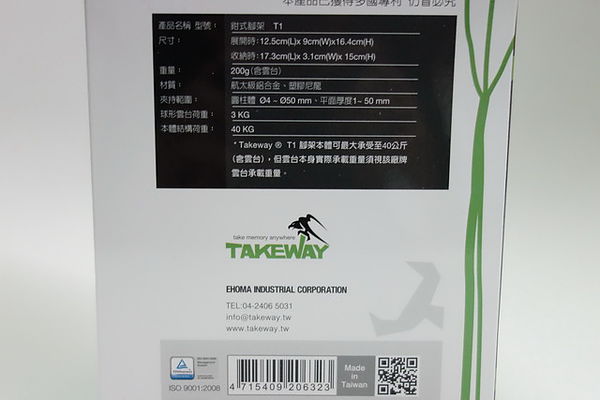 本產品已獲得多國專利 仿冒必究
產品名稱 型號： 鉗式腳架 T1
尺寸： 展開時：12.5cm(L)x 9cm(W)x16.4cm(H)
收納時：17.3cm(L)x 3.1cm(W)x 15cm(H)
重量： 200g (含雲台)
材質： 航太級鋁合金、塑膠尼龍
夾持範圍： 圓柱體 Ø4 ~ Ø50 mm、平面厚度1~ 50 mm
球形雲台荷重： 3 KG
本體結構荷重： 40 KG
* Takeway ® T1 腳架本體可最大承受至40公斤
(含雲台)，但雲台本身實際承載重量須視該廠牌
雲台承載重量。
take memory anywhere
TAKEWAY
EHOMA INDUSTRIAL CORPORATION
TEL:04-2406 5031
info@takeway.tw
www.takeway.tw
ISO 9001:2008
4 715409 206323
Made in
Taiwan